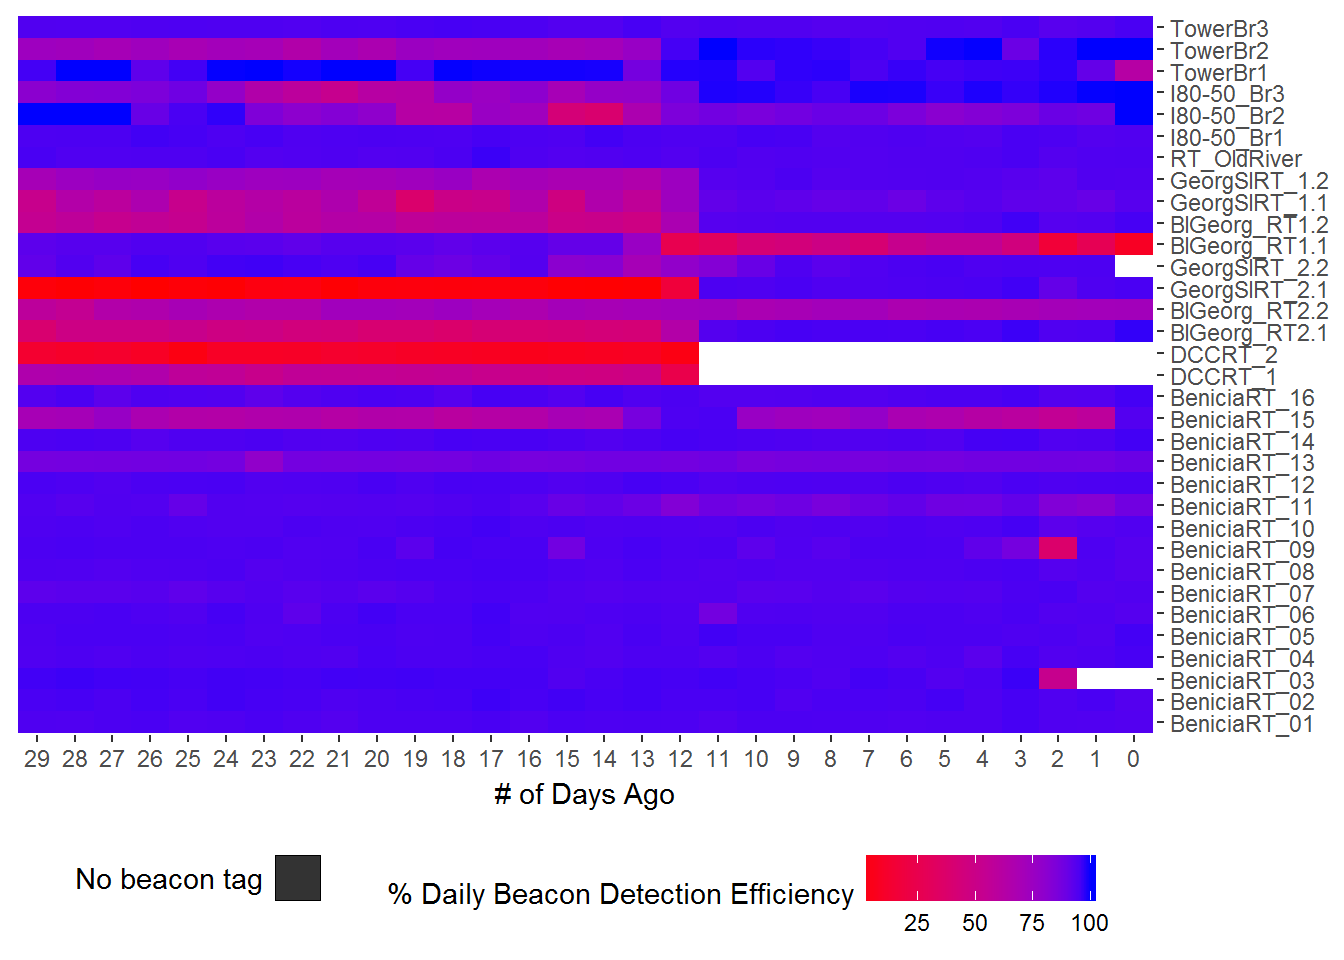 TowerBr3
TowerBr2
TowerBr1
I80-50_Br3
I80-50_Br2
I80-50_Br1
RT_OldRiver
GeorgSlRT_1.2
GeorgSlRT_1.1
BlGeorg_RT1.2
BlGeorg_RT1.1
GeorgSlRT_2.2
GeorgSlRT_2.1
BlGeorg_RT2.2
BlGeorg_RT2.1
DCCRT_2
DCCRT_1
BeniciaRT_16
BeniciaRT_15
BeniciaRT_14
BeniciaRT_13
BeniciaRT_12
BeniciaRT_11
BeniciaRT_10
BeniciaRT_09
BeniciaRT_08
BeniciaRT_07
BeniciaRT_06
BeniciaRT_05
BeniciaRT_04
BeniciaRT_03
BeniciaRT_02
BeniciaRT_01
29 28 27 26 25 24 23 22 21 20 19 18 17 16 15 14 13 12 11 10 9 8 7 6 5 4 3 2 1 0
# of Days Ago
No beacon tag
% Daily Beacon Detection Efficiency
25 50 75 100